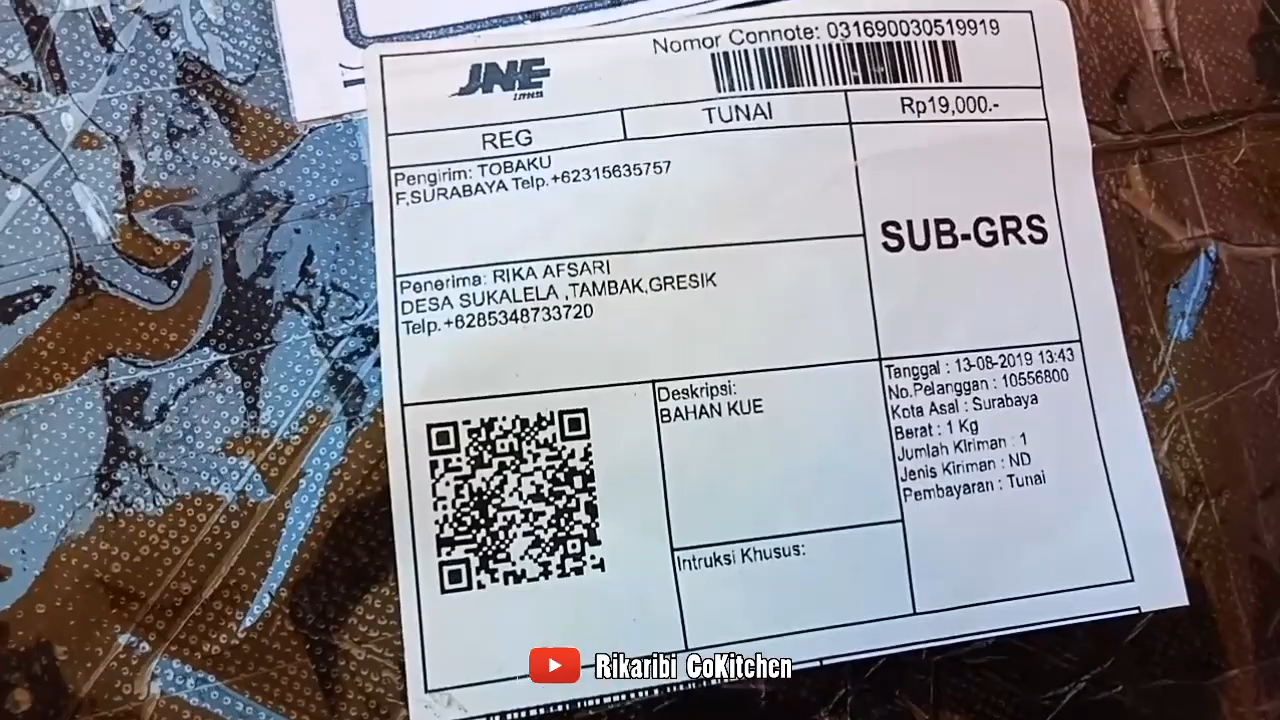 Nomor Connote: 031690030519919
JNE
EXPRESS
REG
TUNAI
Rp19,000.-
Pengirim: TOBAKU
F,SURABAYA Telp.+62315635757
SUB-GRS
Penerima: RIKA AFSARI
DESA SUKALELA ,TAMBAK,GRESIK
Telp.+6285348733720
Deskripsi:
BAHAN KUE
Tanggal : 13-08-2019 13:43
No.Pelanggan : 10556800
Kota Asal : Surabaya
Berat : 1 Kg
Jumlah Kiriman : 1
Jenis Kiriman : ND
Pembayaran : Tunai
Intruksi Khusus:
Rikaribi CoKitchen